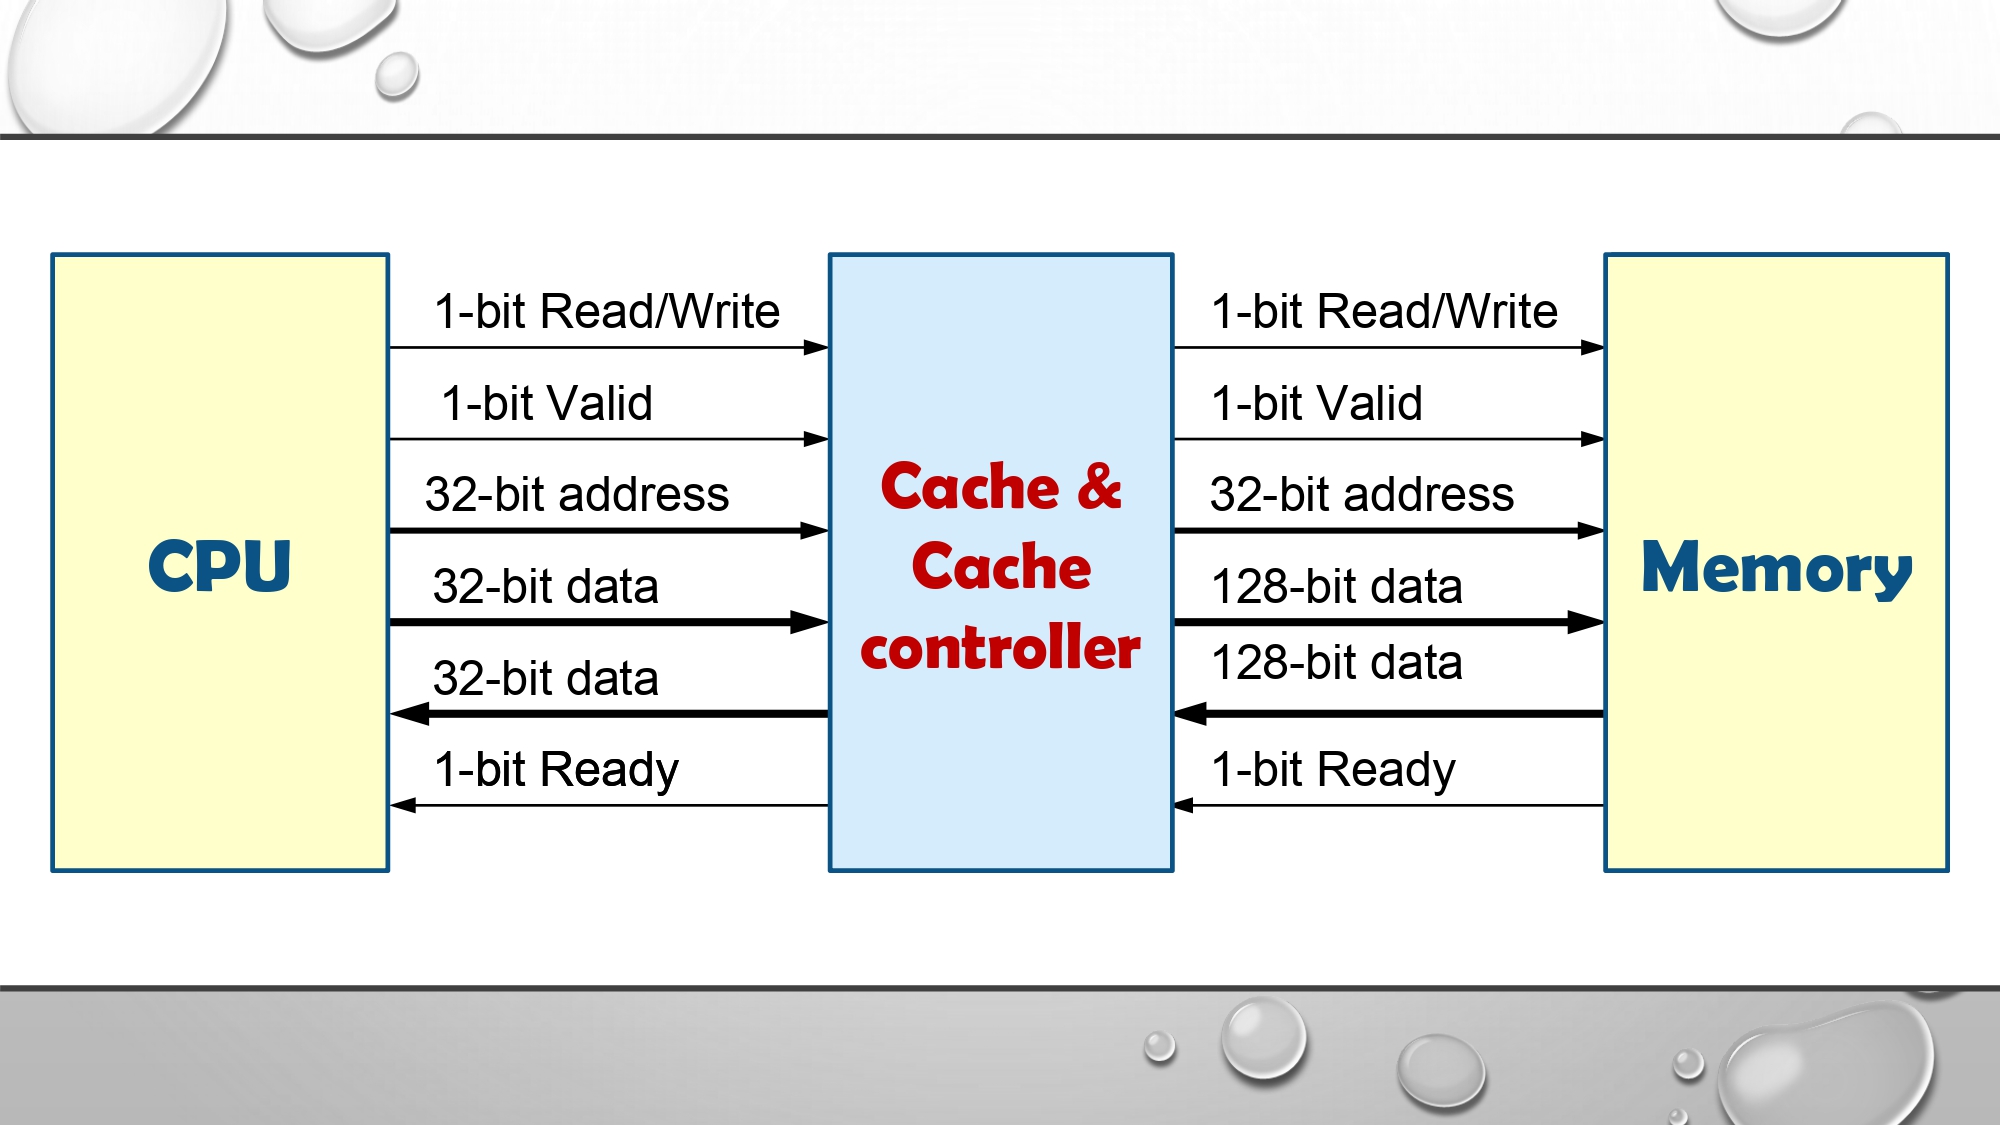 CPU
1-bit Read/Write
1-bit Valid
32-bit address
32-bit data
32-bit data
1-bit Ready
Cache &
Cache
controller
1-bit Read/Write
1-bit Valid
32-bit address
128-bit data
128-bit data
1-bit Ready
Memory